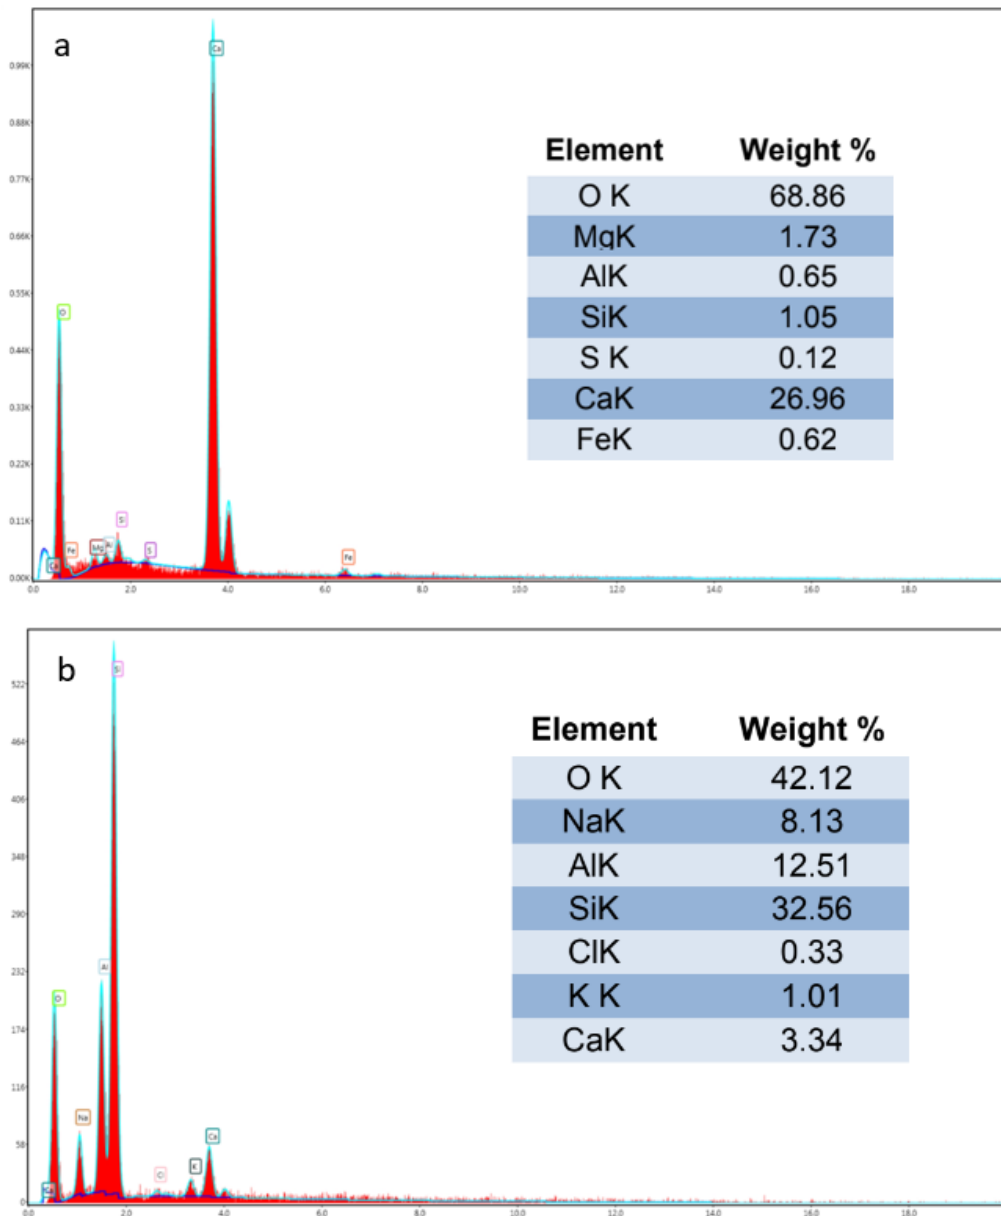 a
Ca
0.99K
0.88K
0.77K
Element Weight %
O K 68.86
0.66K
MgK 1.73
AlK 0.65
0.55K
O
SiK 1.05
S K 0.12
0.44K
CaK 26.96
0.33K
FeK 0.62
0.22K
0.11K
Si
Fe Mg Al S Fe
Ca
0.00K
0.0 2.0 4.0 6.0 8.0 10.0 12.0 14.0 16.0 18.0
b
Si
522
Element Weight %
464
O K 42.12
406
NaK 8.13
348
AlK 12.51
290
SiK 32.56
Al
232
ClK 0.33
O
K K 1.01
174
CaK 3.34
116
Na
Ca
58
Cl K
0
0.0 2.0 4.0 6.0 8.0 10.0 12.0 14.0 16.0 18.0